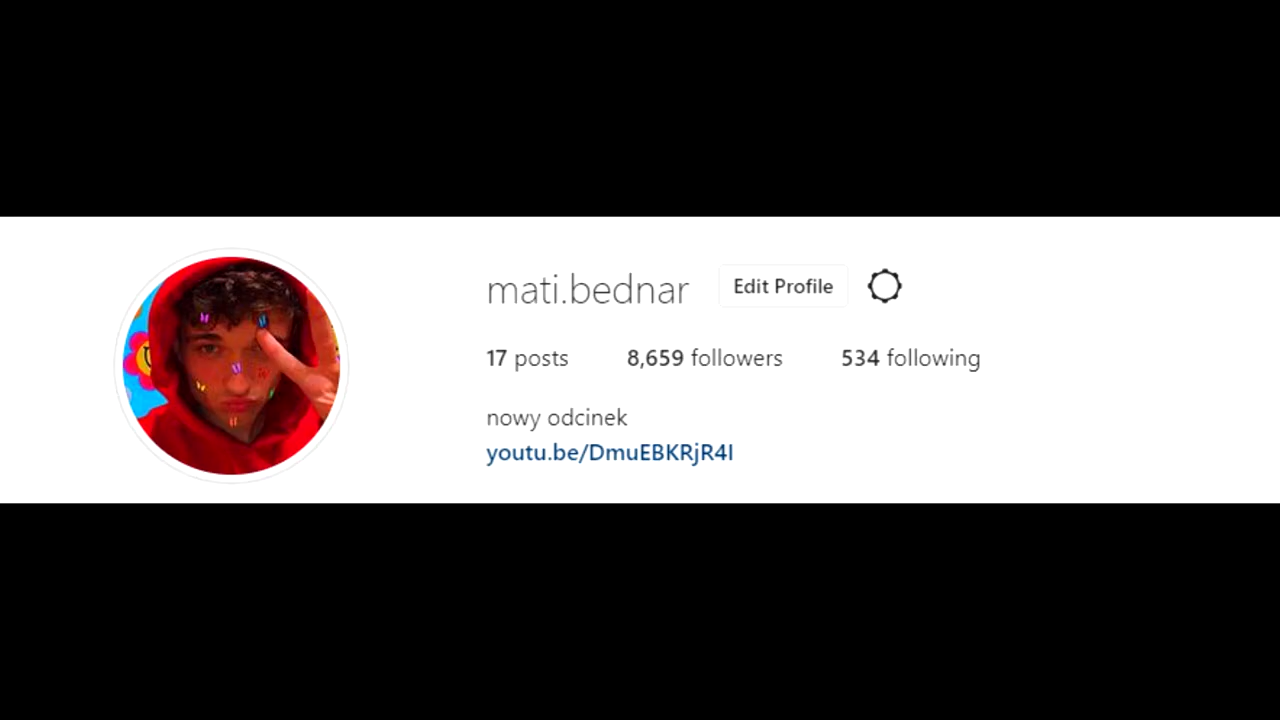 mati.bednar Edit Profile
17 posts 8,659 followers 534 following
nowy odcinek
youtu.be/DmuEBKRjR4I